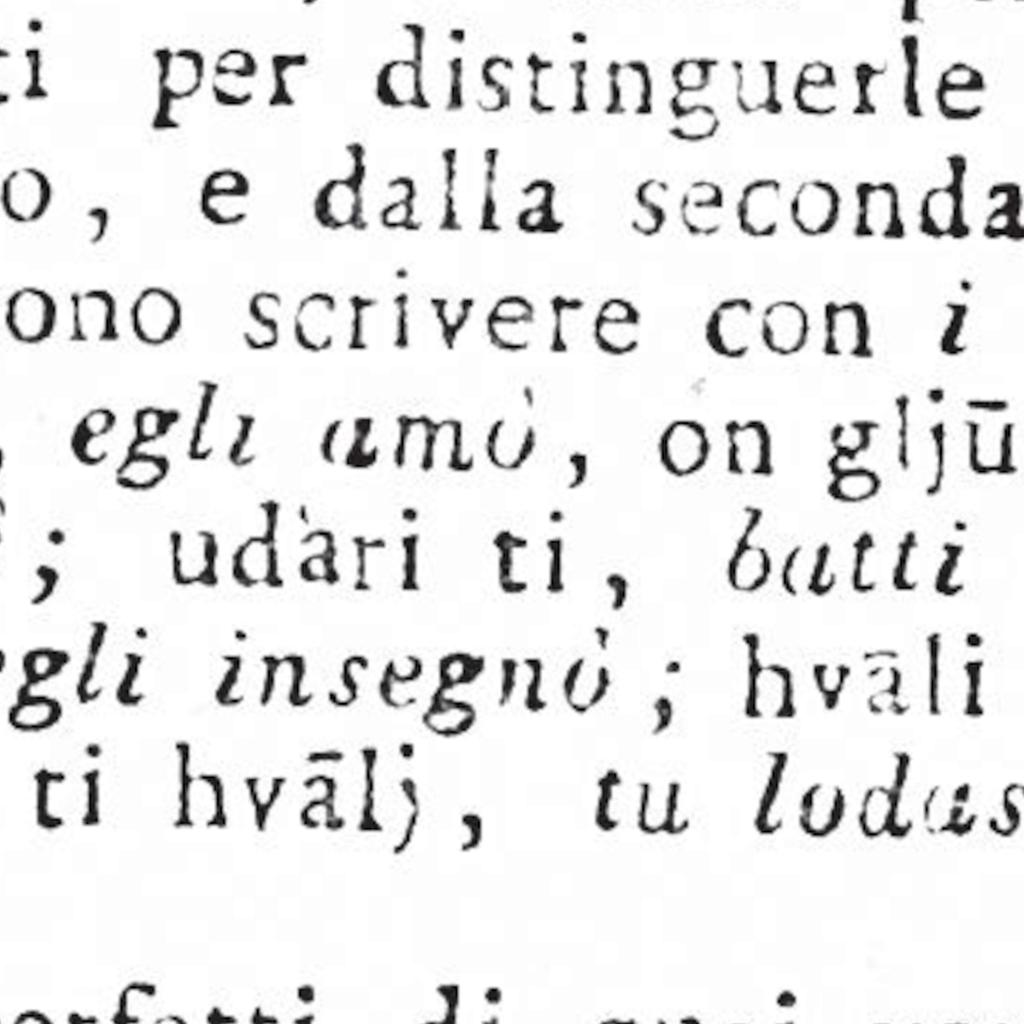 ti per distinguerle
o, e dalla seconda
ono scrivere con i
, egli amò, on gljū
; udàri ti, batti
egli insegnò; hvāli
ti hvālj, tu lodas